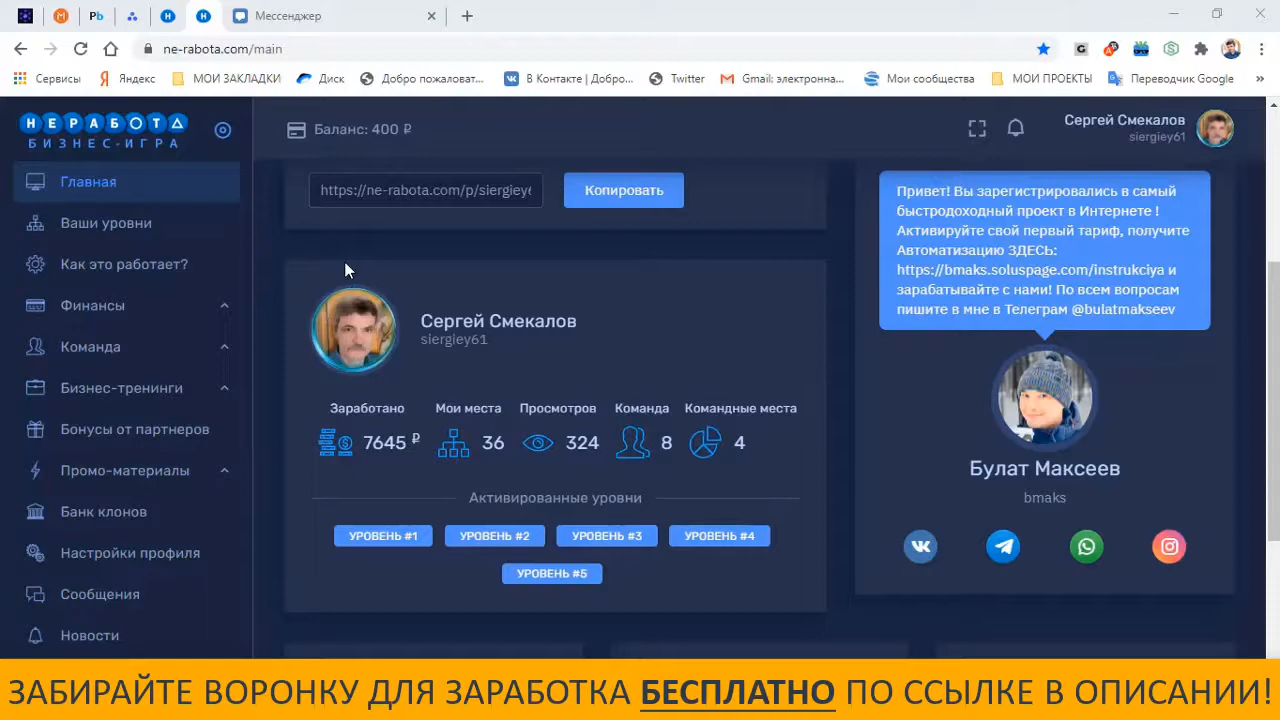 Pb
Мессенджер
ne-rabota.com/main
Сервисы
Яндекс
МОИ ЗАКЛАДКИ
Диск
Добро пожаловат...
В Контакте | Добро...
Twitter
Gmail: электронна...
Мои сообщества
МОИ ПРОЕКТЫ
Переводчик Google
НЕРАБОТА
БИЗНЕС-ИГРА
Баланс: 400 ₽
Сергей Смекалов
siergiey61
Главная
Ваши уровни
Как это работает?
Финансы
Команда
Бизнес-тренинги
Бонусы от партнеров
Промо-материалы
Банк клонов
Настройки профиля
Сообщения
Новости
https://ne-rabota.com/p/siergiey6
Копировать
Сергей Смекалов
siergiey61
Заработано
Мои места
Просмотров
Команда
Командные места
7645 ₽
36
324
8
4
Активированные уровни
УРОВЕНЬ #1
УРОВЕНЬ #2
УРОВЕНЬ #3
УРОВЕНЬ #4
УРОВЕНЬ #5
Привет! Вы зарегистрировались в самый
быстродоходный проект в Интернете !
Активируйте свой первый тариф, получите
Автоматизацию ЗДЕСЬ:
https://bmaks.soluspage.com/instrukciya и
зарабатывайте с нами! По всем вопросам
пишите в мне в Телеграм @bulatmakseev
Булат Максеев
bmaks
ЗАБИРАЙТЕ ВОРОНКУ ДЛЯ ЗАРАБОТКА БЕСПЛАТНО ПО ССЫЛКЕ В ОПИСАНИИ!